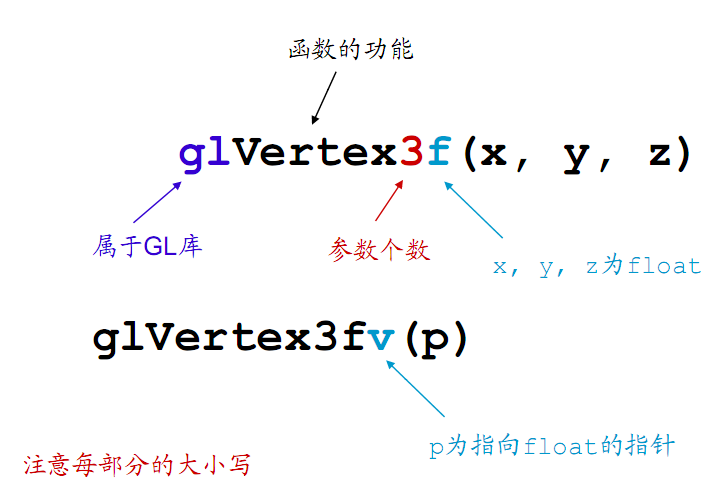 函数的功能
glVertex3f(x, y, z)
属于GL库
参数个数
x, y, z为float
glVertex3fv(p)
p为指向float的指针
注意每部分的大小写